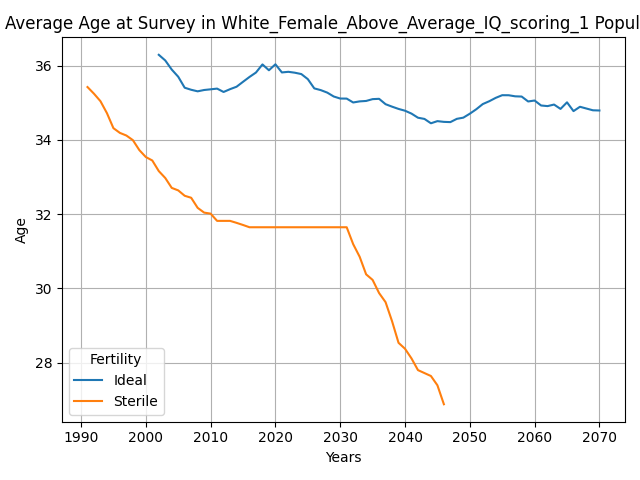 Average Age at Survey in White_Female_Above_Average_IQ_scoring_1 Popul
Age
36
34
32
30
28
Fertility
Ideal
Sterile
1990 2000 2010 2020 2030 2040 2050 2060 2070
Years